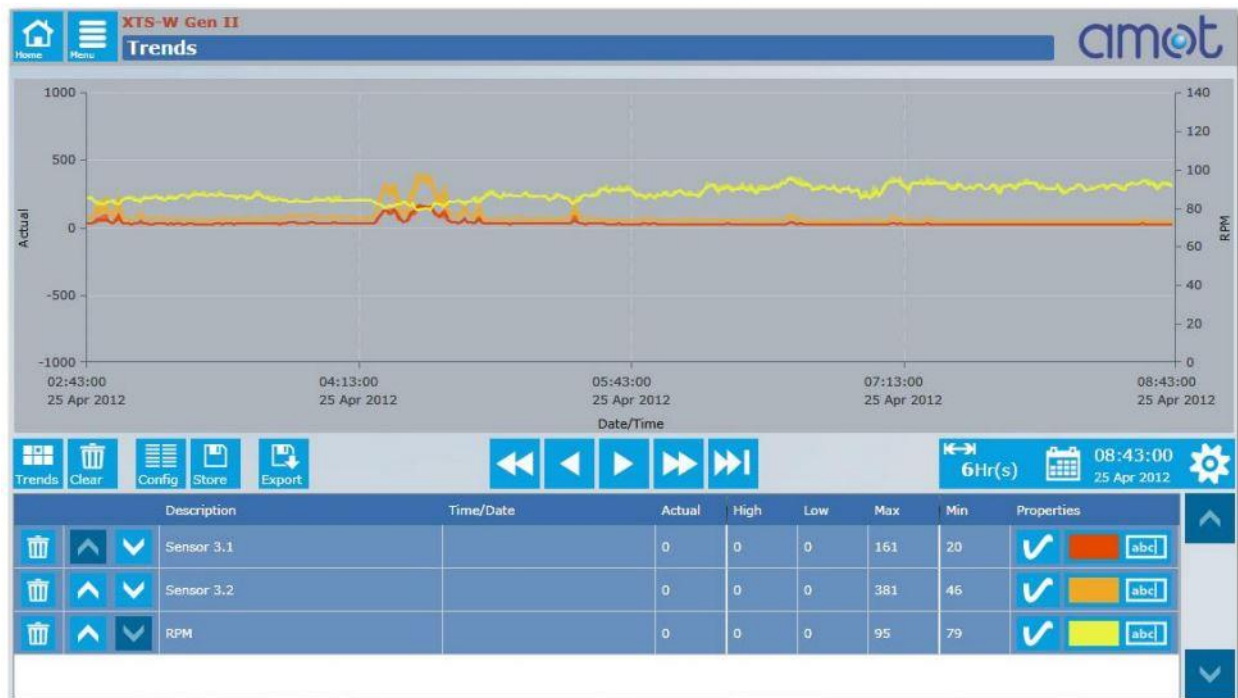 XTS-W Gen II
Home
Menu
Trends
amot
1000
500
0
-500
-1000
Actual
140
120
100
80
60
40
20
0
RPM
02:43:00
25 Apr 2012
04:13:00
25 Apr 2012
05:43:00
25 Apr 2012
07:13:00
25 Apr 2012
08:43:00
25 Apr 2012
Date/Time
Trends
Clear
Config
Store
Export
6Hr(s)
08:43:00
25 Apr 2012
Description Time/Date Actual High Low Max Min Properties
Sensor 3.1 0 0 0 161 20 abc
Sensor 3.2 0 0 0 381 46 abc
RPM 0 0 0 95 79 abc